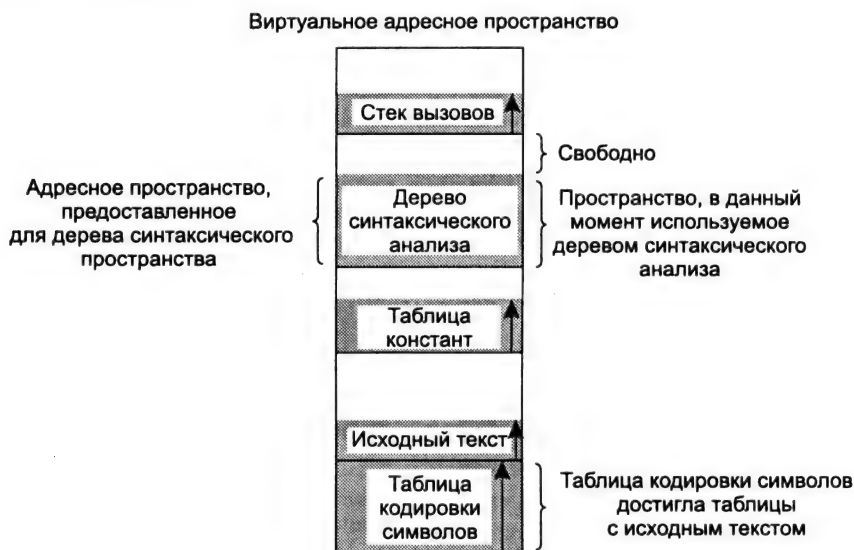 Виртуальное адресное пространство
Стек вызовов
Свободно
Адресное пространство,
предоставленное
для дерева синтаксического
пространства
Дерево
синтаксического
анализа
Пространство, в данный
момент используемое
деревом синтаксического
анализа
Таблица
констант
Исходный текст
Таблица
кодировки
символов
Таблица кодировки символов
достигла таблицы
с исходным текстом